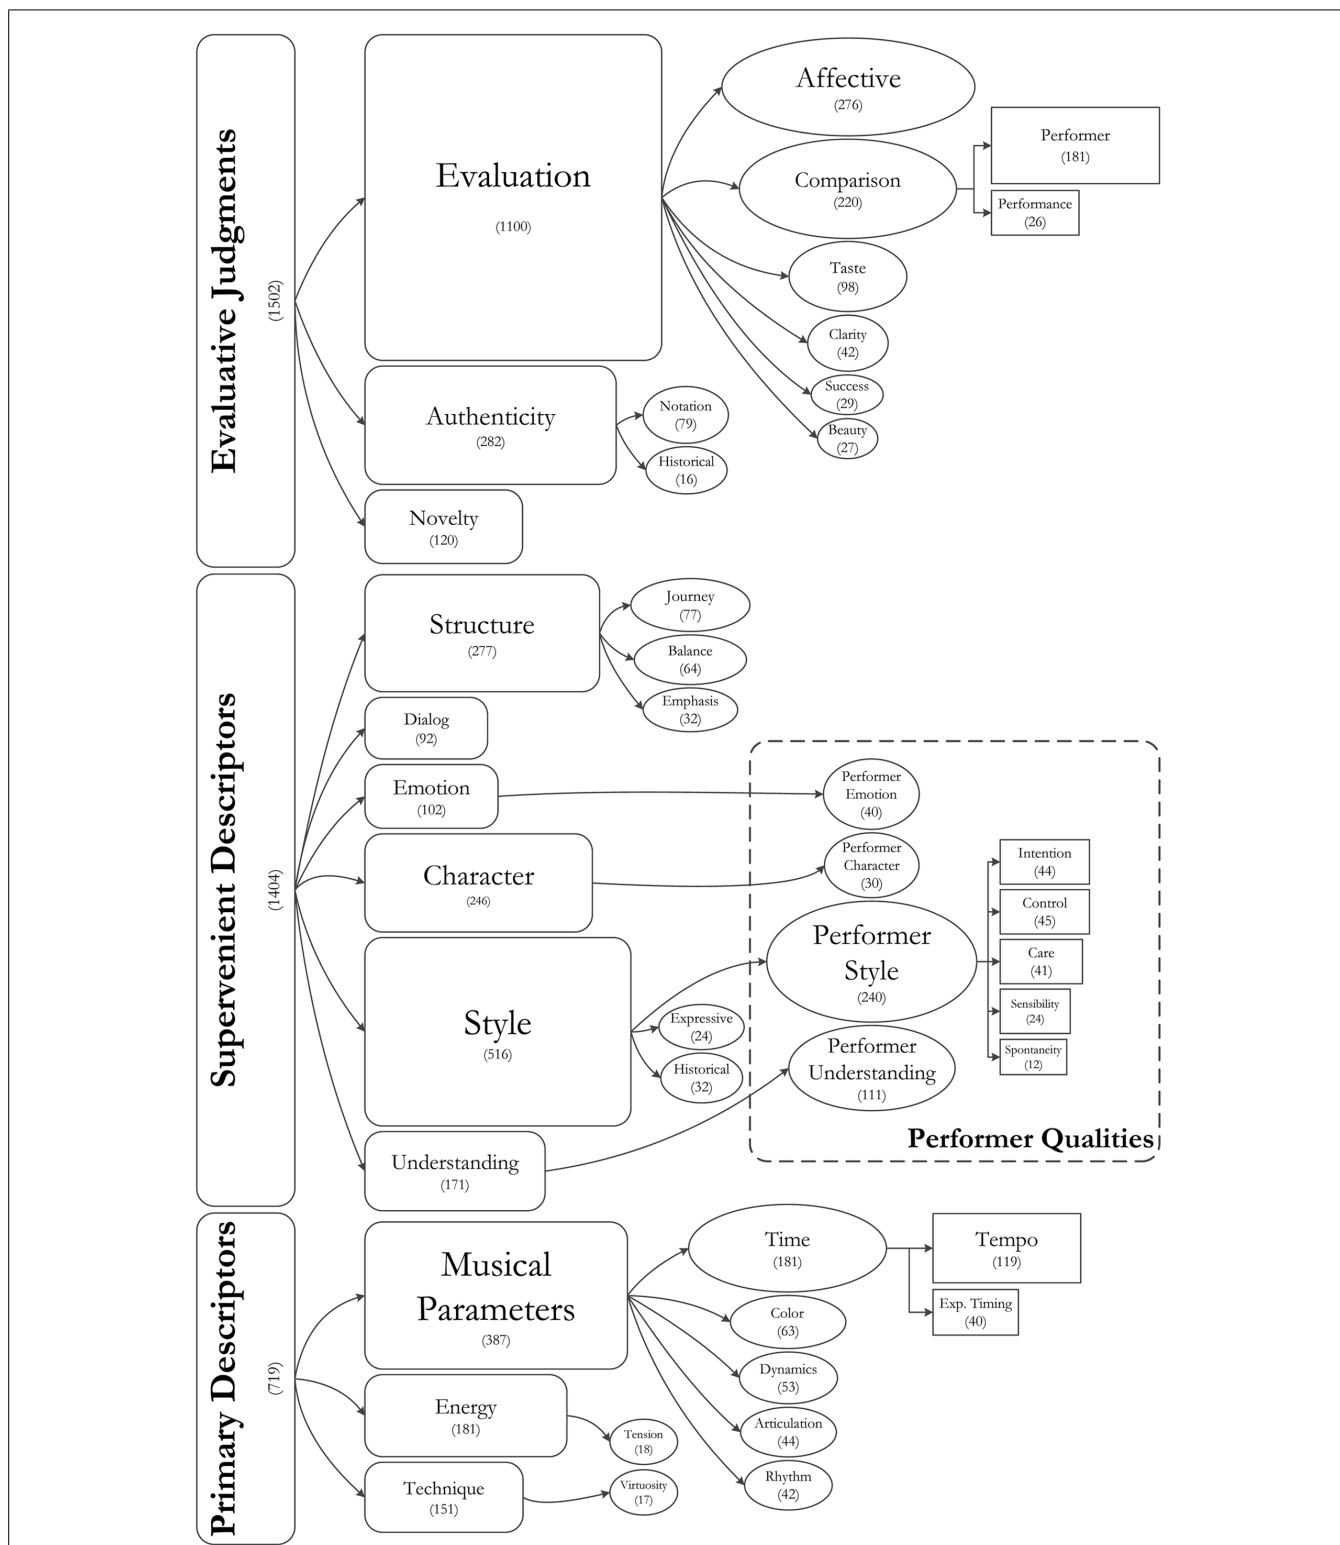 Evaluative Judgments
(1502)
Evaluation
(1100)
Affective
(276)
Comparison
(220)
Performer
(181)
Performance
(26)
Taste
(98)
Clarity
(42)
Success
(29)
Beauty
(27)
Authenticity
(282)
Notation
(79)
Historical
(16)
Novelty
(120)
Supervenient Descriptors
(1404)
Structure
(277)
Journey
(77)
Balance
(64)
Emphasis
(32)
Dialog
(92)
Emotion
(102)
Performer
Emotion
(40)
Character
(246)
Performer
Character
(30)
Style
(516)
Performer
Style
(240)
Intention
(44)
Control
(45)
Care
(41)
Sensibility
(24)
Spontaneity
(12)
Expressive
(24)
Historical
(32)
Understanding
(171)
Performer
Understanding
(111)
Performer Qualities
Primary Descriptors
(719)
Musical
Parameters
(387)
Time
(181)
Tempo
(119)
Exp. Timing
(40)
Color
(63)
Dynamics
(53)
Articulation
(44)
Rhythm
(42)
Energy
(181)
Tension
(18)
Technique
(151)
Virtuosity
(17)